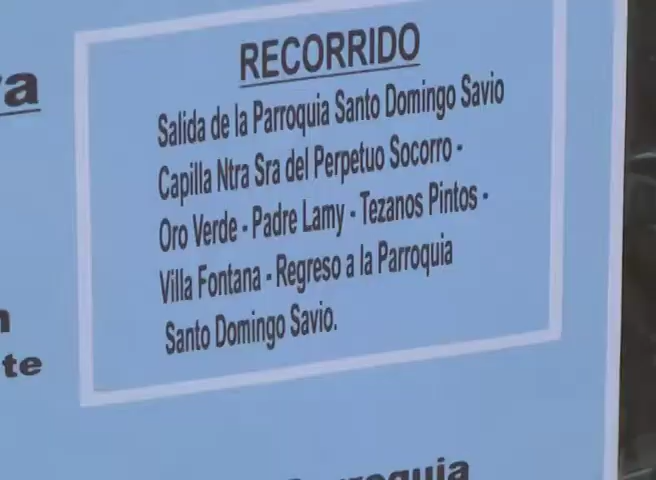 RECORRIDO
Salida de la Parroquia Santo Domingo Savio
Capilla Ntra Sra del Perpetuo Socorro -
Oro Verde - Padre Lamy - Tezanos Pintos -
Villa Fontana - Regreso a la Parroquia
Santo Domingo Savio.
te